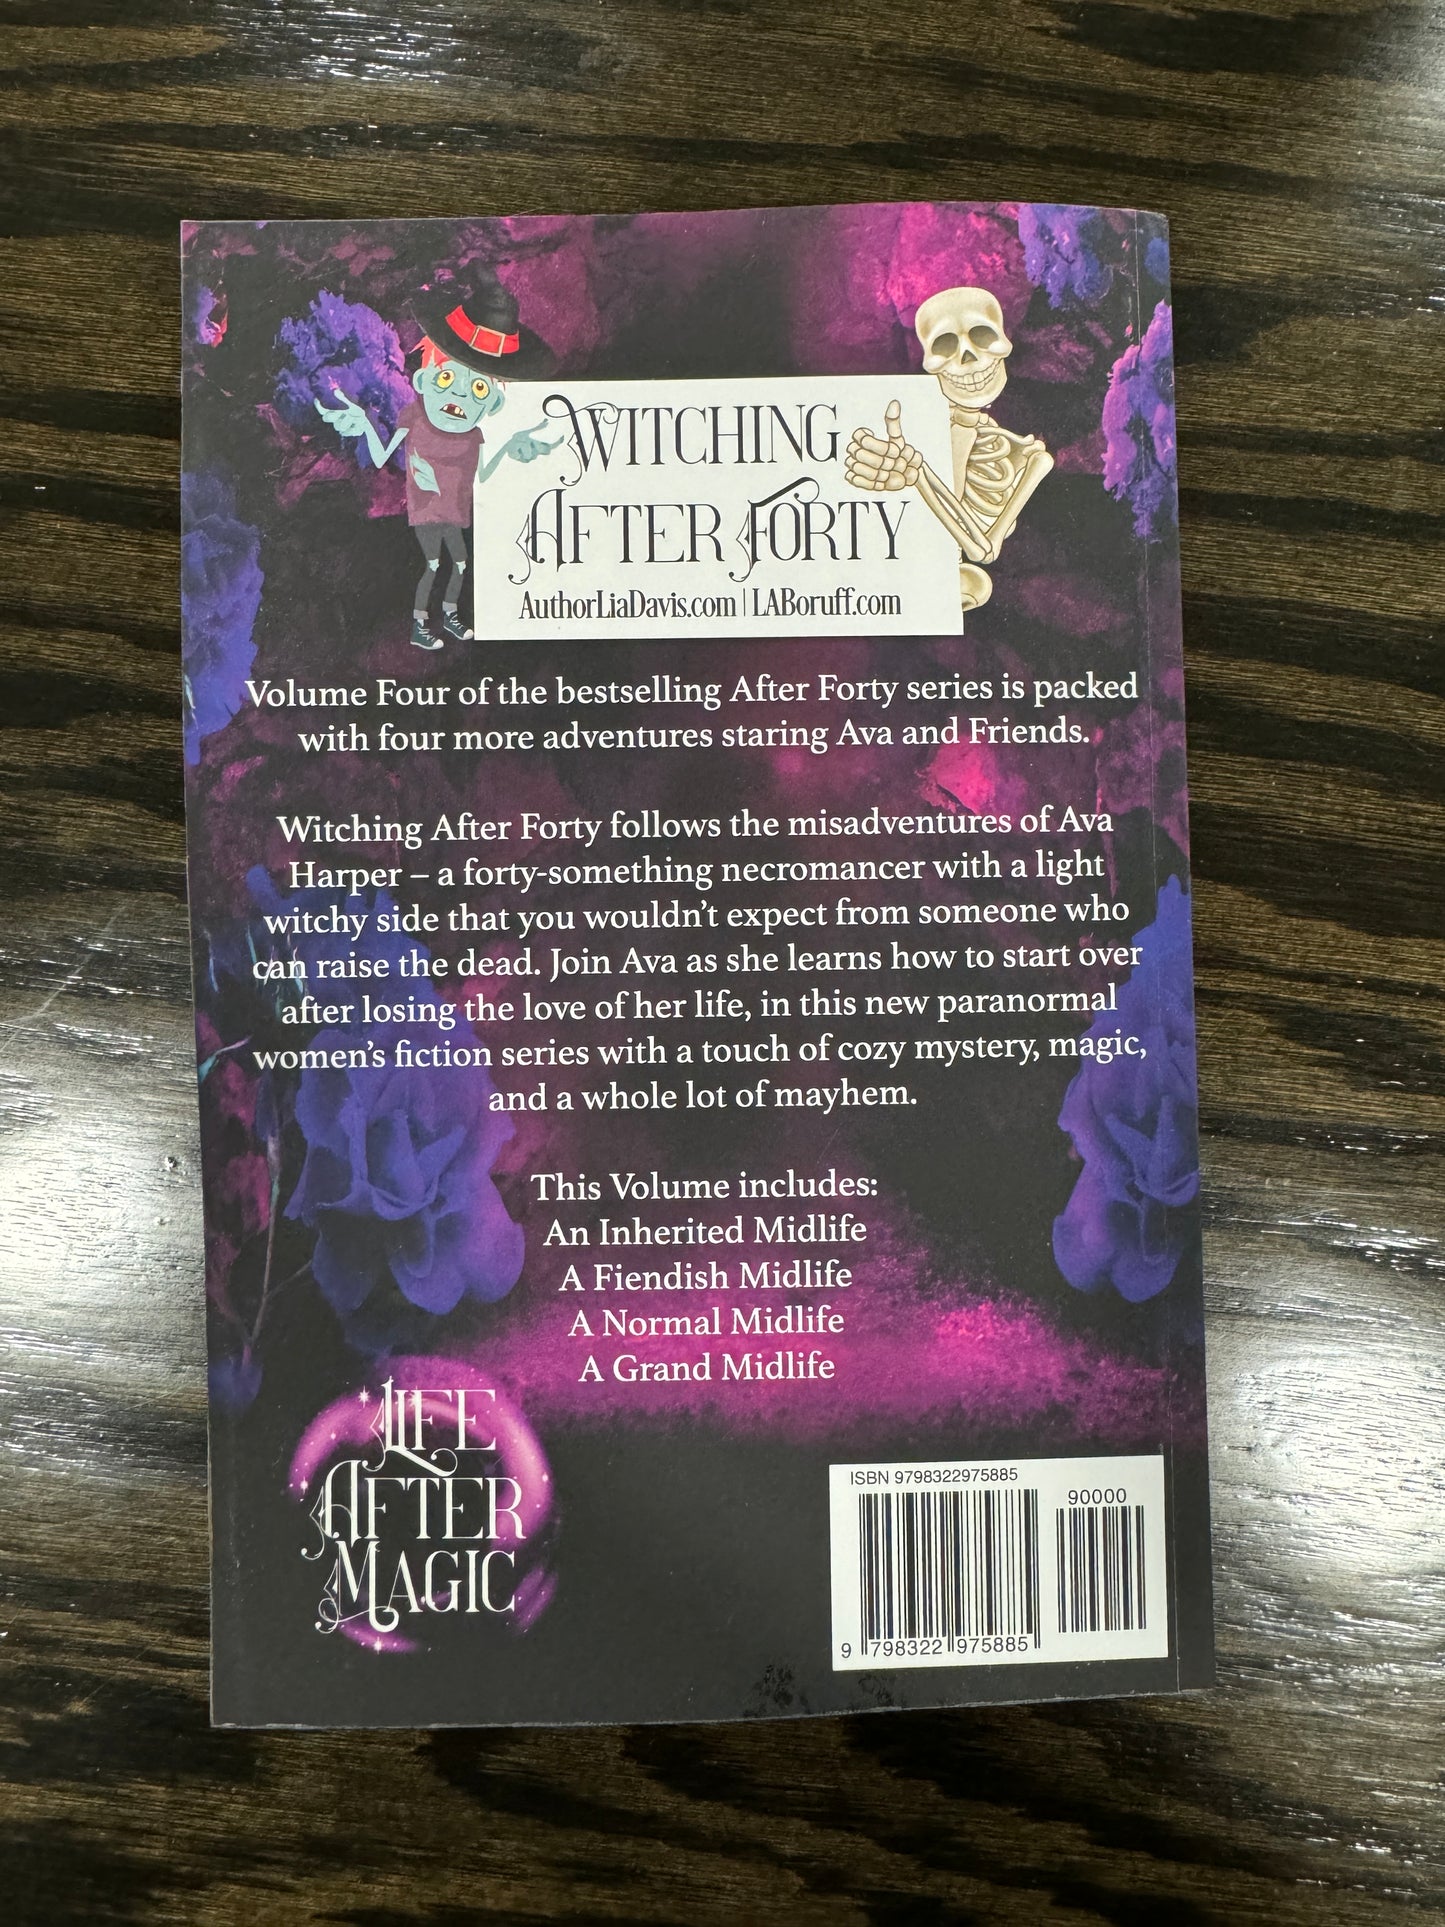 WITCHING
AFTER FORTY
AuthorLiaDavis.com | LABoruff.com
Volume Four of the bestselling After Forty series is packed
with four more adventures staring Ava and Friends.
Witching After Forty follows the misadventures of Ava
Harper – a forty-something necromancer with a light
witchy side that you wouldn't expect from someone who
can raise the dead. Join Ava as she learns how to start over
after losing the love of her life, in this new paranormal
women's fiction series with a touch of cozy mystery, magic,
and a whole lot of mayhem.
This Volume includes:
An Inherited Midlife
A Fiendish Midlife
A Normal Midlife
A Grand Midlife
LIFE
AFTER
MAGIC
ISBN 9798322975885
90000
9 798322 975885